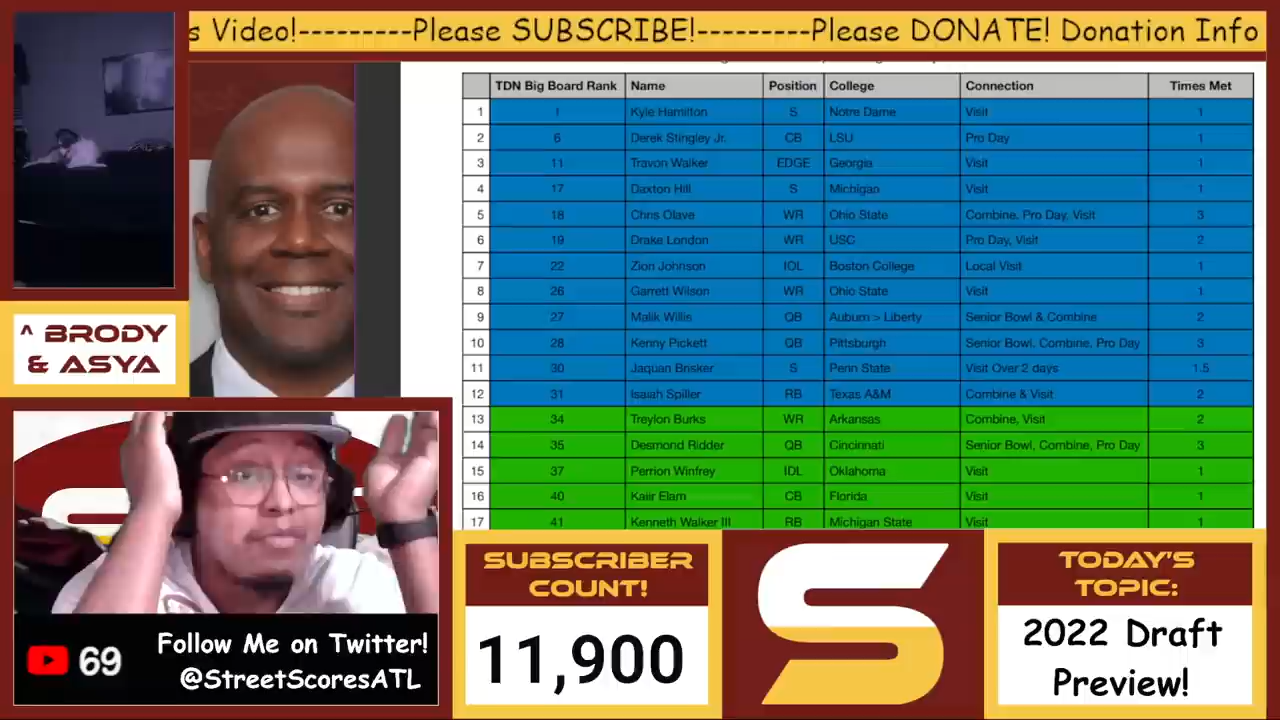 s Video!---------Please SUBSCRIBE!---------Please DONATE! Donation Info
TDN Big Board Rank Name Position College Connection Times Met
1 1 Kyle Hamilton S Notre Dame Visit 1
2 6 Derek Stingley Jr. CB LSU Pro Day 1
3 11 Travon Walker EDGE Georgia Visit 1
4 17 Daxton Hill S Michigan Visit 1
5 18 Chris Olave WR Ohio State Combine, Pro Day, Visit 3
6 19 Drake London WR USC Pro Day, Visit 2
7 22 Zion Johnson IOL Boston College Local Visit 1
8 26 Garrett Wilson WR Ohio State Visit 1
9 27 Malik Willis QB Auburn > Liberty Senior Bowl & Combine 2
10 28 Kenny Pickett QB Pittsburgh Senior Bowl, Combine, Pro Day 3
11 30 Jaquan Brisker S Penn State Visit Over 2 days 1.5
12 31 Isaiah Spiller RB Texas A&M Combine & Visit 2
13 34 Treylon Burks WR Arkansas Combine, Visit 2
14 35 Desmond Ridder QB Cincinnati Senior Bowl, Combine, Pro Day 3
15 37 Perrion Winfrey IDL Oklahoma Visit 1
16 40 Kaiir Elam CB Florida Visit 1
17 41 Kenneth Walker III RB Michigan State Visit 1
^ BRODY
& ASYA
69
Follow Me on Twitter!
@StreetScoresATL
SUBSCRIBER
COUNT!
11,900
S
TODAY'S
TOPIC:
2022 Draft
Preview!